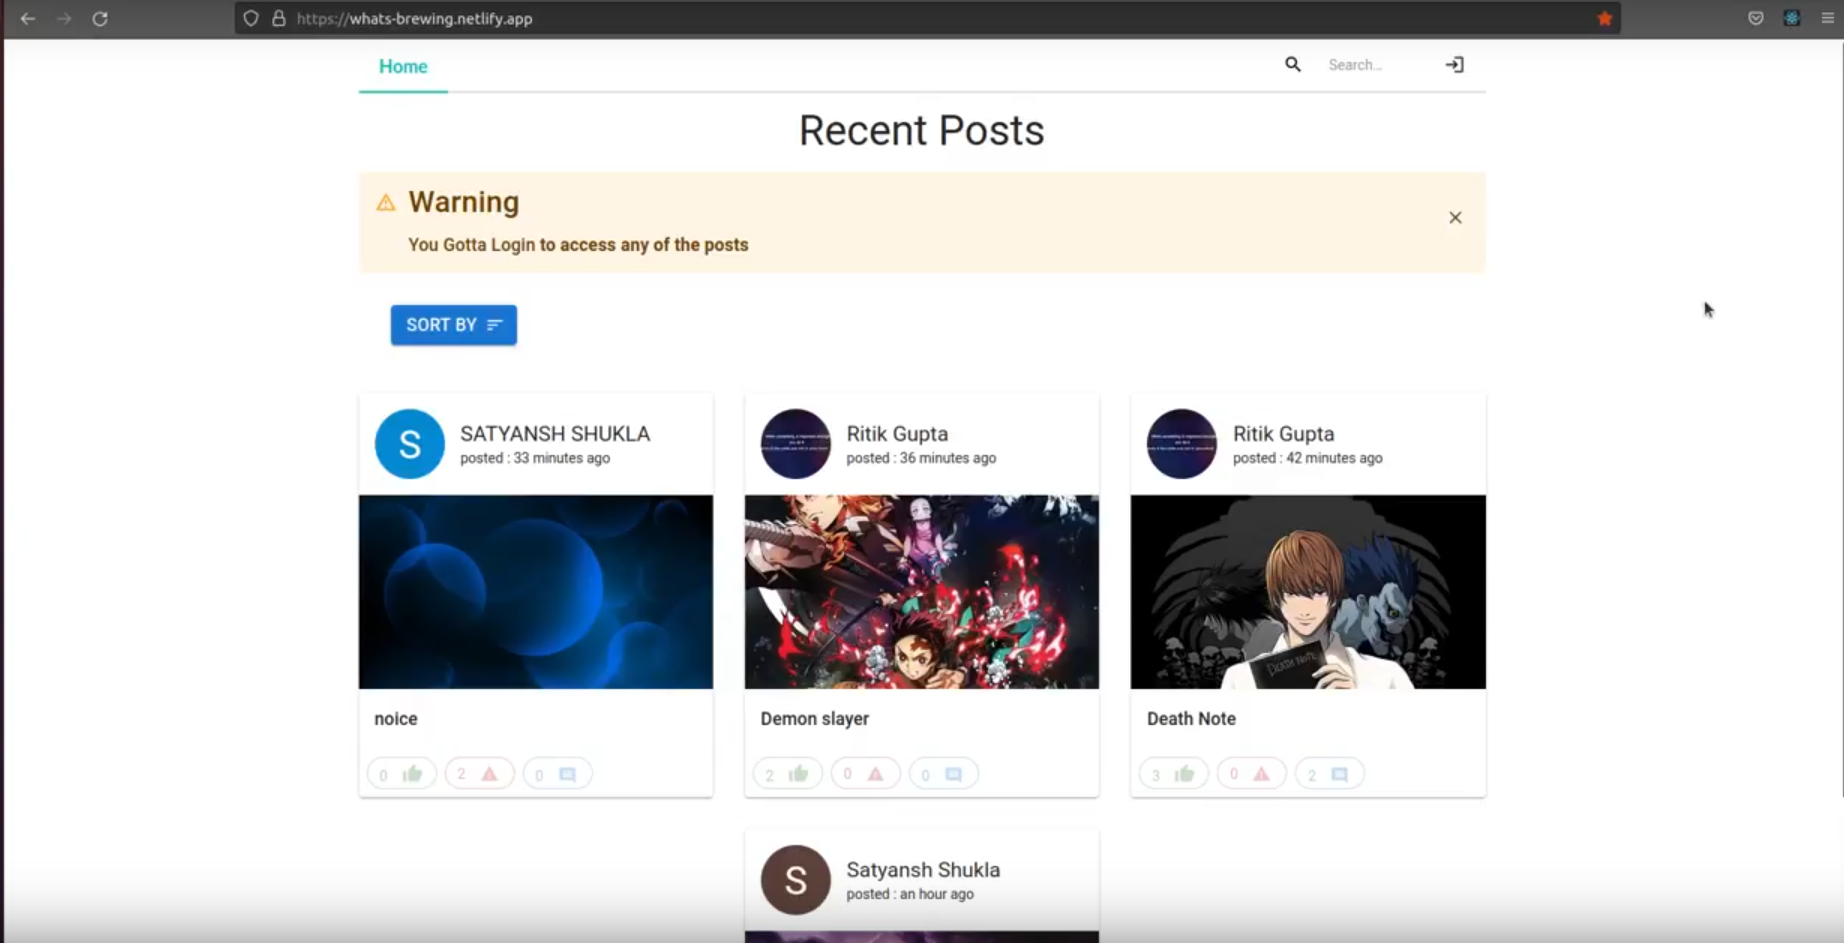 https://whats-brewing.netlify.app
Home
Search...
Recent Posts
Warning
You Gotta Login to access any of the posts
SORT BY
S
SATYANSH SHUKLA
posted : 33 minutes ago
noice
0
2
0
Ritik Gupta
posted : 36 minutes ago
Demon slayer
2
0
0
Ritik Gupta
posted : 42 minutes ago
DEATH NOTE
Death Note
3
0
2
S
Satyansh Shukla
posted : an hour ago